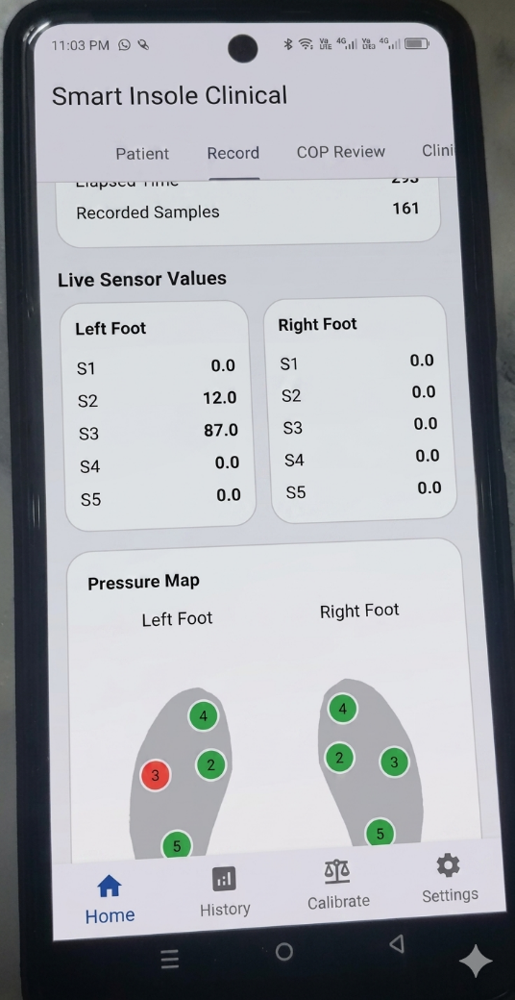 11:03 PM
Smart Insole Clinical
Patient Record COP Review Clini
Elapsed Time 293
Recorded Samples 161
Live Sensor Values
Left Foot
S1 0.0
S2 12.0
S3 87.0
S4 0.0
S5 0.0
Right Foot
S1 0.0
S2 0.0
S3 0.0
S4 0.0
S5 0.0
Pressure Map
Left Foot Right Foot
4 4
3 2 2 3
5 5
Home History Calibrate Settings